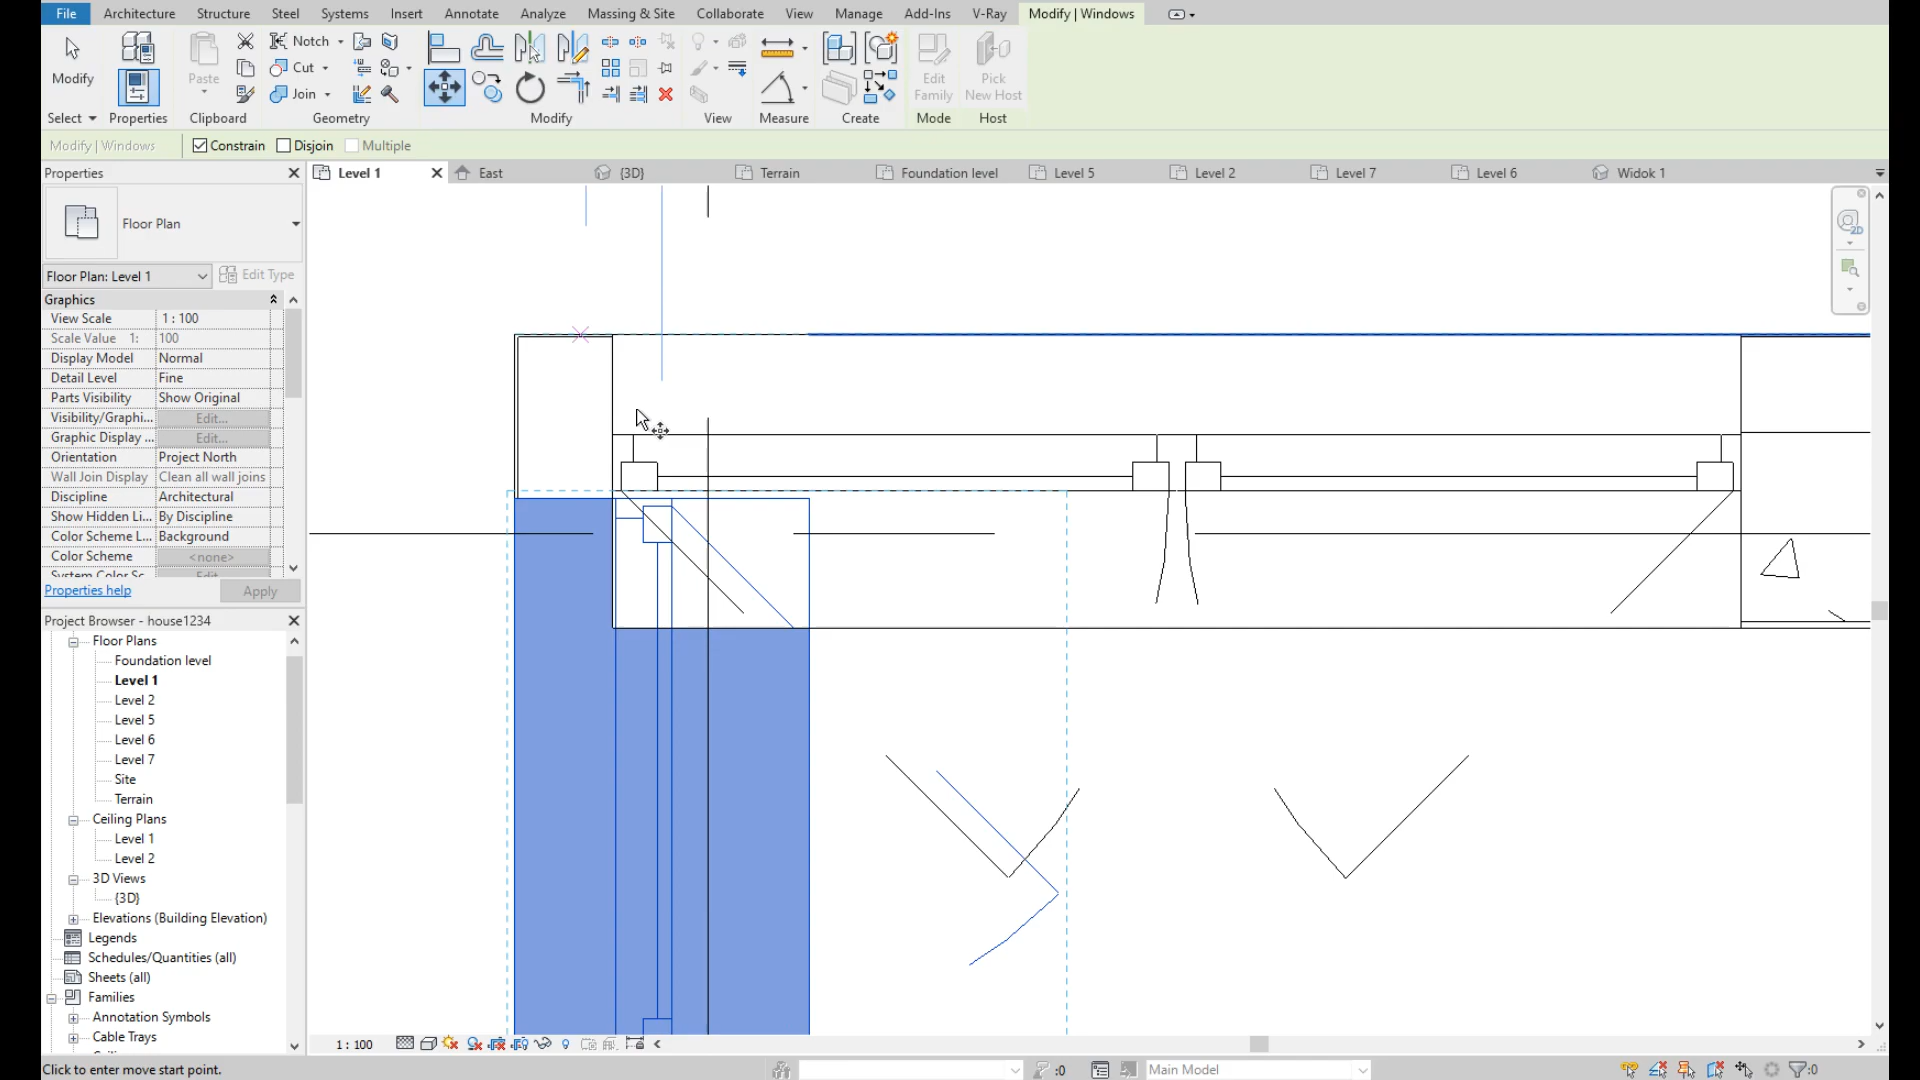 File Architecture Structure Steel Systems Insert Annotate Analyze Massing & Site Collaborate View Manage Add-Ins V-Ray Modify | Windows
Modify Paste Notch Cut Join Edit Family Pick New Host
Select Properties Clipboard Geometry Modify View Measure Create Mode Host
Modify | Windows Constrain Disjoin Multiple
Properties
Level 1 East {3D} Terrain Foundation level Level 5 Level 2 Level 7 Level 6 Widok 1
Floor Plan
Floor Plan: Level 1 Edit Type
Graphics
View Scale 1 : 100
Scale Value 1: 100
Display Model Normal
Detail Level Fine
Parts Visibility Show Original
Visibility/Graphi... Edit...
Graphic Display ... Edit...
Orientation Project North
Wall Join Display Clean all wall joins
Discipline Architectural
Show Hidden Li... By Discipline
Color Scheme L... Background
Color Scheme <none>
System Color Sc Edit
Properties help Apply
Project Browser - house1234
Floor Plans
Foundation level
Level 1
Level 2
Level 5
Level 6
Level 7
Site
Terrain
Ceiling Plans
Level 1
Level 2
3D Views
{3D}
Elevations (Building Elevation)
Legends
Schedules/Quantities (all)
Sheets (all)
Families
Annotation Symbols
Cable Trays
1 : 100
Click to enter move start point. :0 Main Model :0
2D